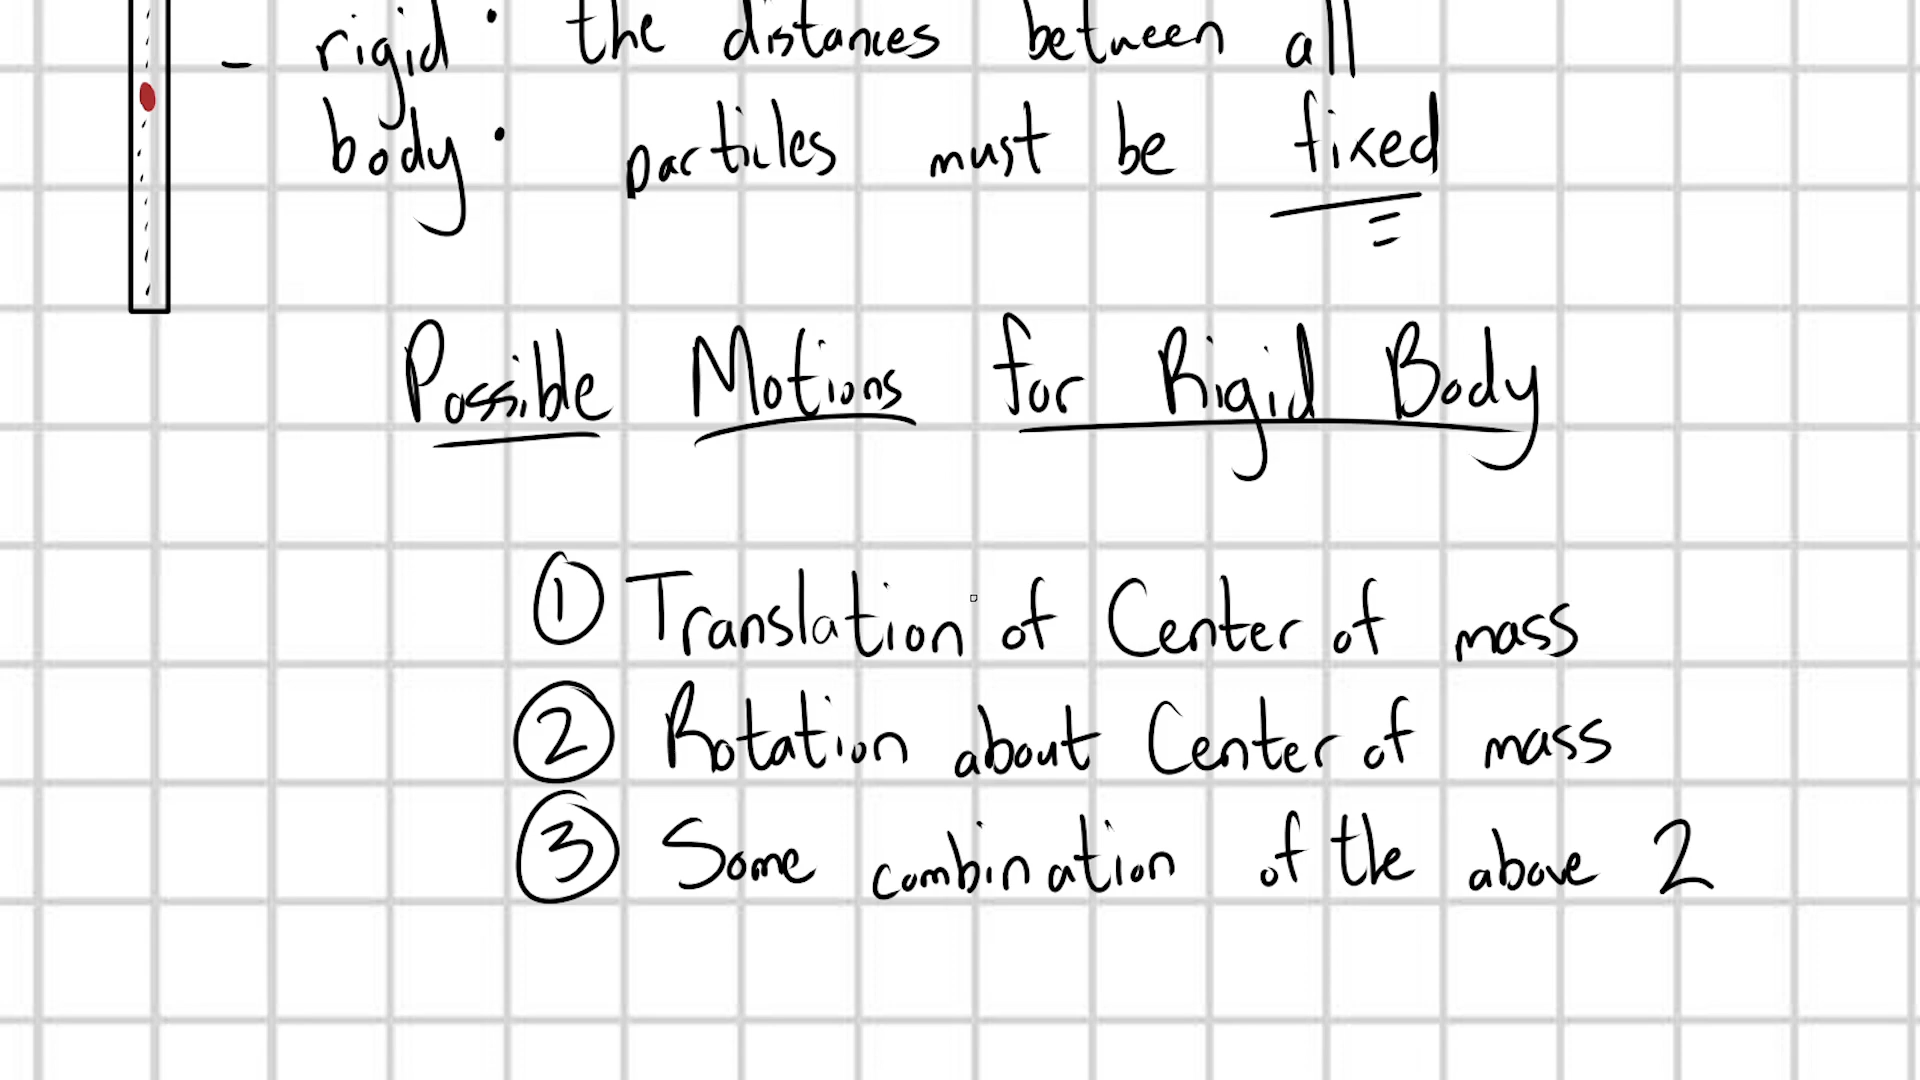 - rigid : the distances between all
body : particles must be fixed
Possible Motions for Rigid Body
① Translation of Center of mass
② Rotation about Center of mass
③ Some combination of the above 2